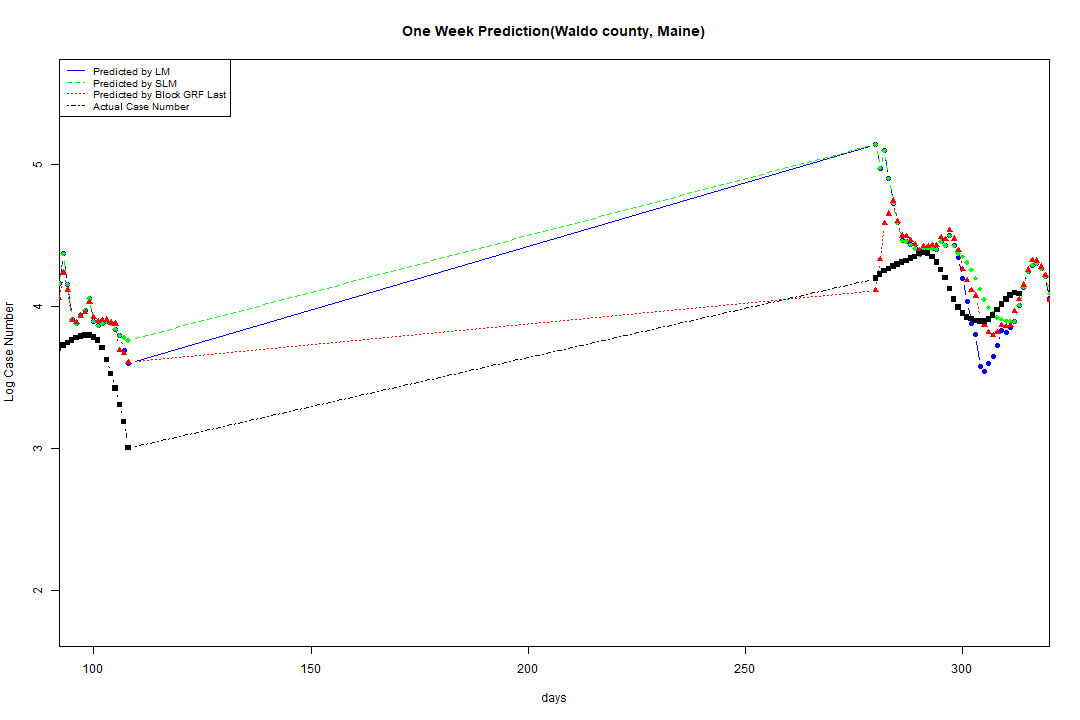 One Week Prediction(Waldo county, Maine)
Predicted by LM
Predicted by SLM
Predicted by Block GRF Last
Actual Case Number
5
4
3
2
Log Case Number
100 150 200 250 300
days